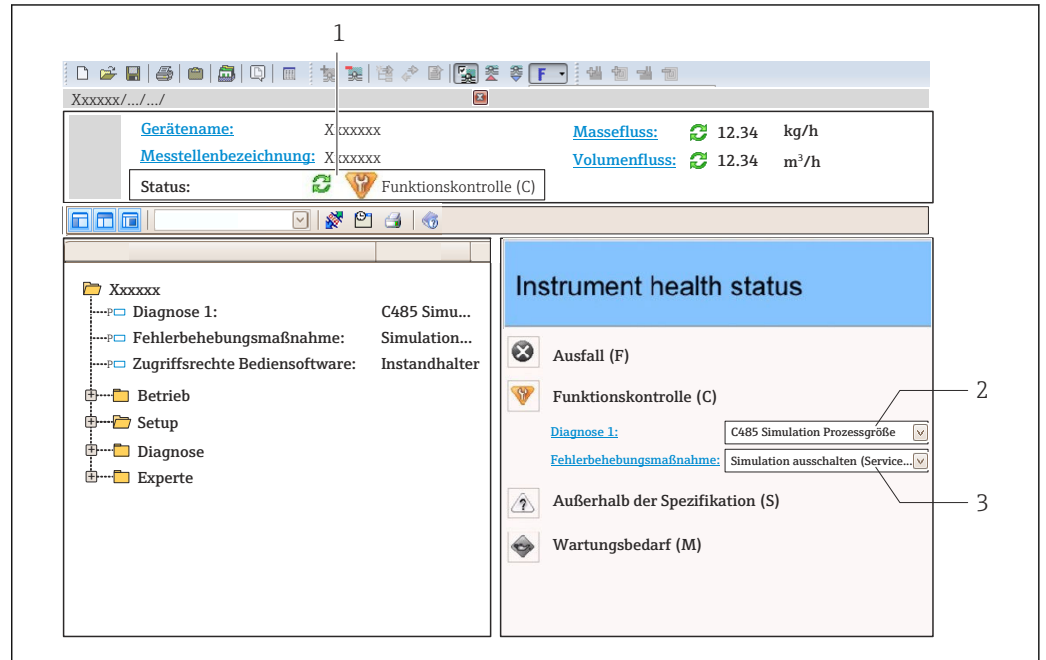 1
F
Xxxxxx/.../.../
Gerätename: Xxxxxxx
Massefluss: 12.34 kg/h
Messstellenbezeichnung: Xxxxxxx
Volumenfluss: 12.34 m³/h
Status: Funktionskontrolle (C)
Xxxxxx
Diagnose 1: C485 Simu...
Fehlerbehebungsmaßnahme: Simulation...
Zugriffsrechte Bediensoftware: Instandhalter
Betrieb
Setup
Diagnose
Experte
Instrument health status
Ausfall (F)
Funktionskontrolle (C)
2
Diagnose 1: C485 Simulation Prozessgröße
Fehlerbehebungsmaßnahme: Simulation ausschalten (Service...
3
Außerhalb der Spezifikation (S)
Wartungsbedarf (M)